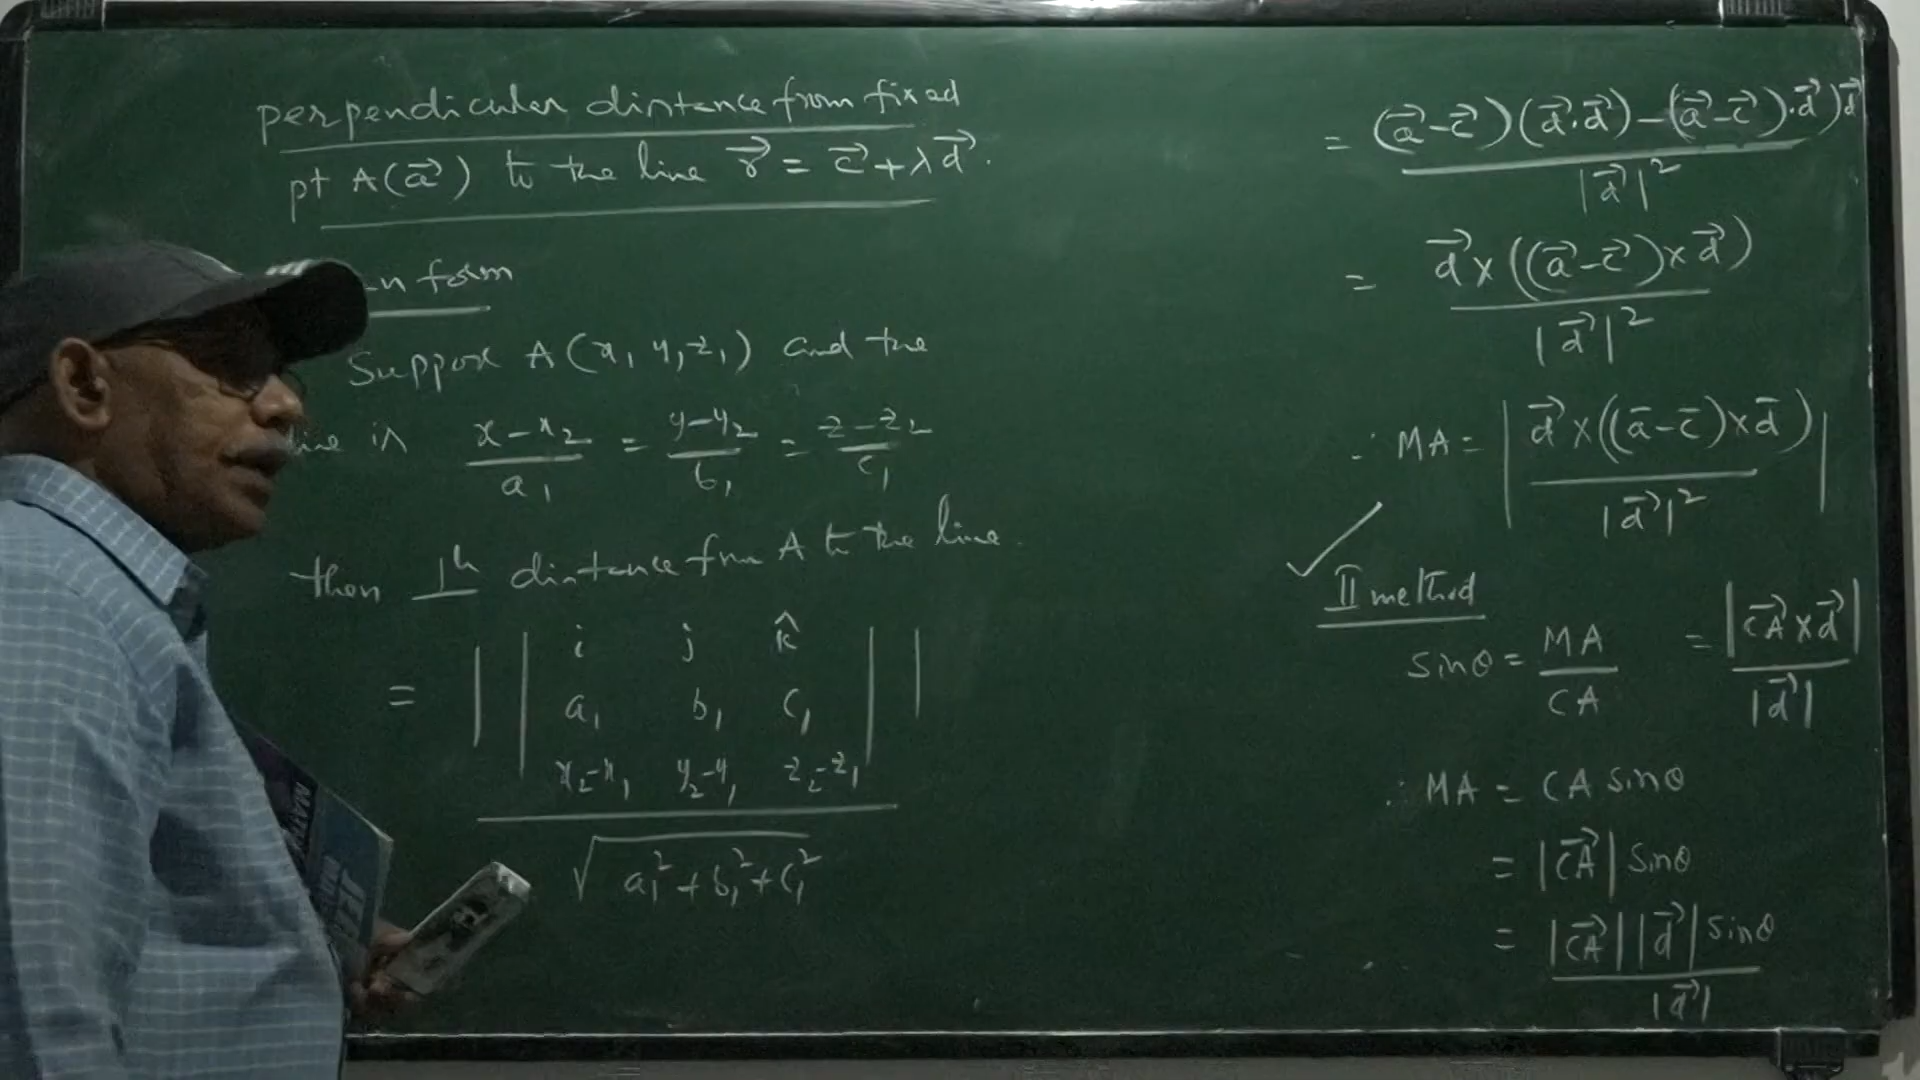 perpendicular distance from fixed
pt A(a⃗) to the line r⃗ = c⃗ + λd⃗.
n form
Suppose A(x₁ y₁ z₁) and the
line is (x-x₂)/a₁ = (y-y₂)/b₁ = (z-z₂)/c₁
then ⊥h distance from A to the line.
= | | i j k̂ | |
a₁ b₁ c₁
x₂-x₁ y₂-y₁ z₂-z₁
√(a₁²+b₁²+c₁²)
= (a⃗-c⃗)(d⃗.d⃗)-(a⃗-c⃗).d⃗)d⃗
|d⃗|²
= d⃗×((a⃗-c⃗)×d⃗)
|d⃗|²
∴ MA = | d⃗×((a̅-c̅)×d̅) / |d⃗|² |
✓ II method
sinθ = MA/CA
= |CA⃗×d⃗| / |d⃗|
∴ MA = CA sinθ
= |CA⃗| sinθ
= |CA⃗||d⃗|sinθ
|d⃗|